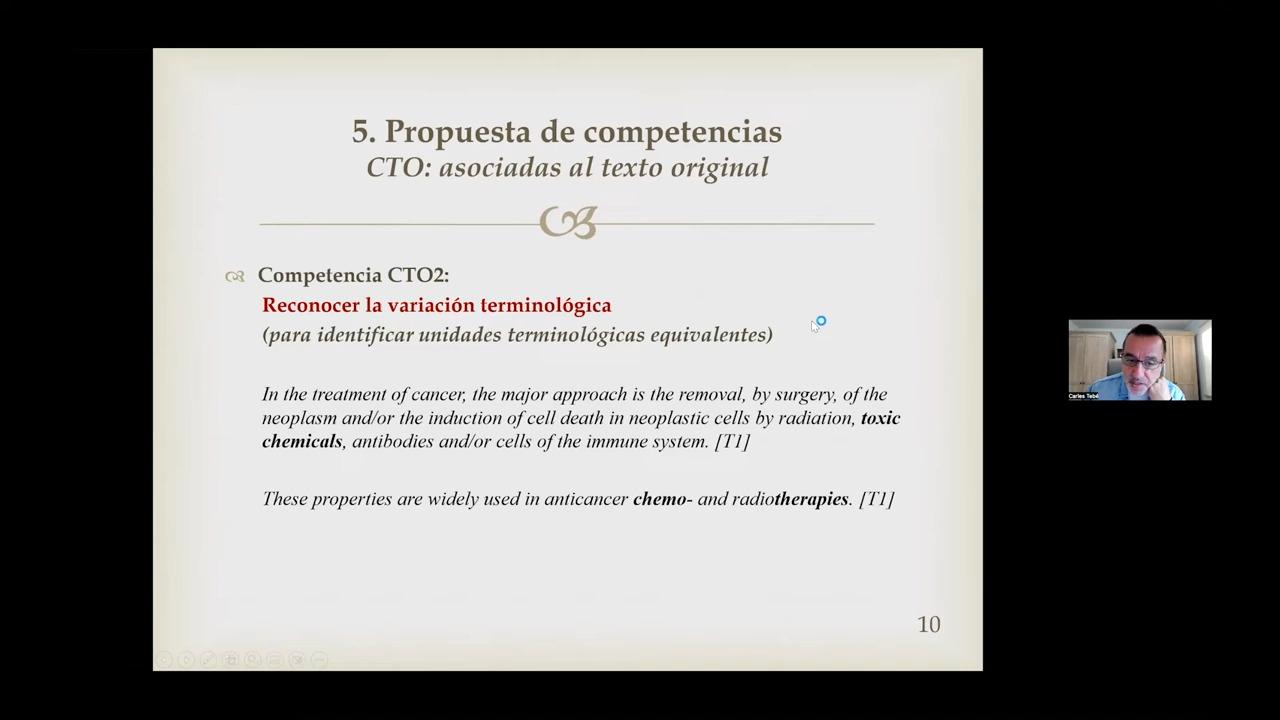 5. Propuesta de competencias
CTO: asociadas al texto original
Competencia CTO2:
Reconocer la variación terminológica
(para identificar unidades terminológicas equivalentes)
In the treatment of cancer, the major approach is the removal, by surgery, of the
neoplasm and/or the induction of cell death in neoplastic cells by radiation, toxic
chemicals, antibodies and/or cells of the immune system. [T1]
These properties are widely used in anticancer chemo- and radiotherapies. [T1]
10
Carles Tebé